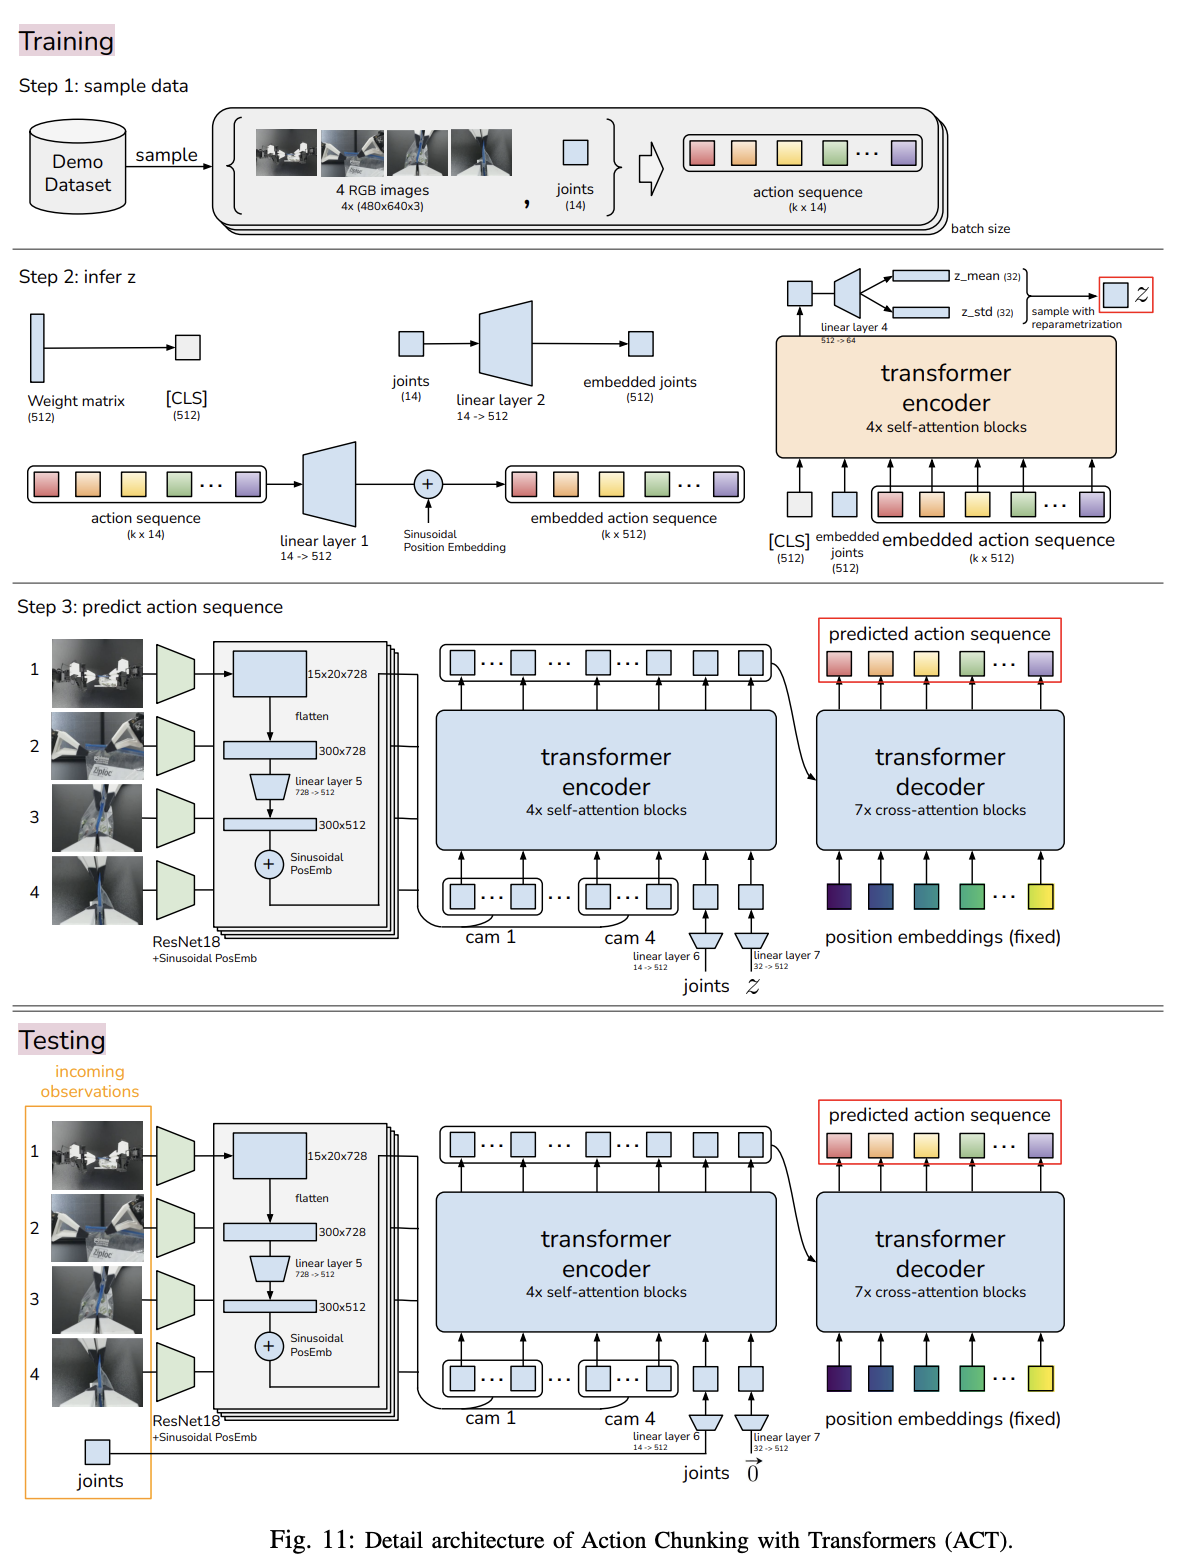 Training
Step 1: sample data
Demo
Dataset
sample
4 RGB images
4x (480x640x3)
,
joints
(14)
action sequence
(k x 14)
batch size
Step 2: infer z
Weight matrix
(512)
[CLS]
(512)
joints
(14)
linear layer 2
14 -> 512
embedded joints
(512)
action sequence
(k x 14)
linear layer 1
14 -> 512
+
Sinusoidal
Position Embedding
embedded action sequence
(k x 512)
linear layer 4
512 -> 64
z_mean (32)
z_std (32)
sample with
reparametrization
z
transformer
encoder
4x self-attention blocks
[CLS]
(512)
embedded
joints
(512)
embedded action sequence
(k x 512)
Step 3: predict action sequence
1
2
3
4
Ziploc
ResNet18
+Sinusoidal PosEmb
15x20x728
flatten
300x728
linear layer 5
728 -> 512
300x512
+
Sinusoidal
PosEmb
transformer
encoder
4x self-attention blocks
cam 1
cam 4
linear layer 6
14 -> 512
joints
linear layer 7
32 -> 512
z
predicted action sequence
transformer
decoder
7x cross-attention blocks
position embeddings (fixed)
Testing
incoming
observations
1
2
3
4
Ziploc
joints
ResNet18
+Sinusoidal PosEmb
15x20x728
flatten
300x728
linear layer 5
728 -> 512
300x512
+
Sinusoidal
PosEmb
transformer
encoder
4x self-attention blocks
cam 1
cam 4
linear layer 6
14 -> 512
joints
linear layer 7
32 -> 512
0
predicted action sequence
transformer
decoder
7x cross-attention blocks
position embeddings (fixed)
Fig. 11: Detail architecture of Action Chunking with Transformers (ACT).